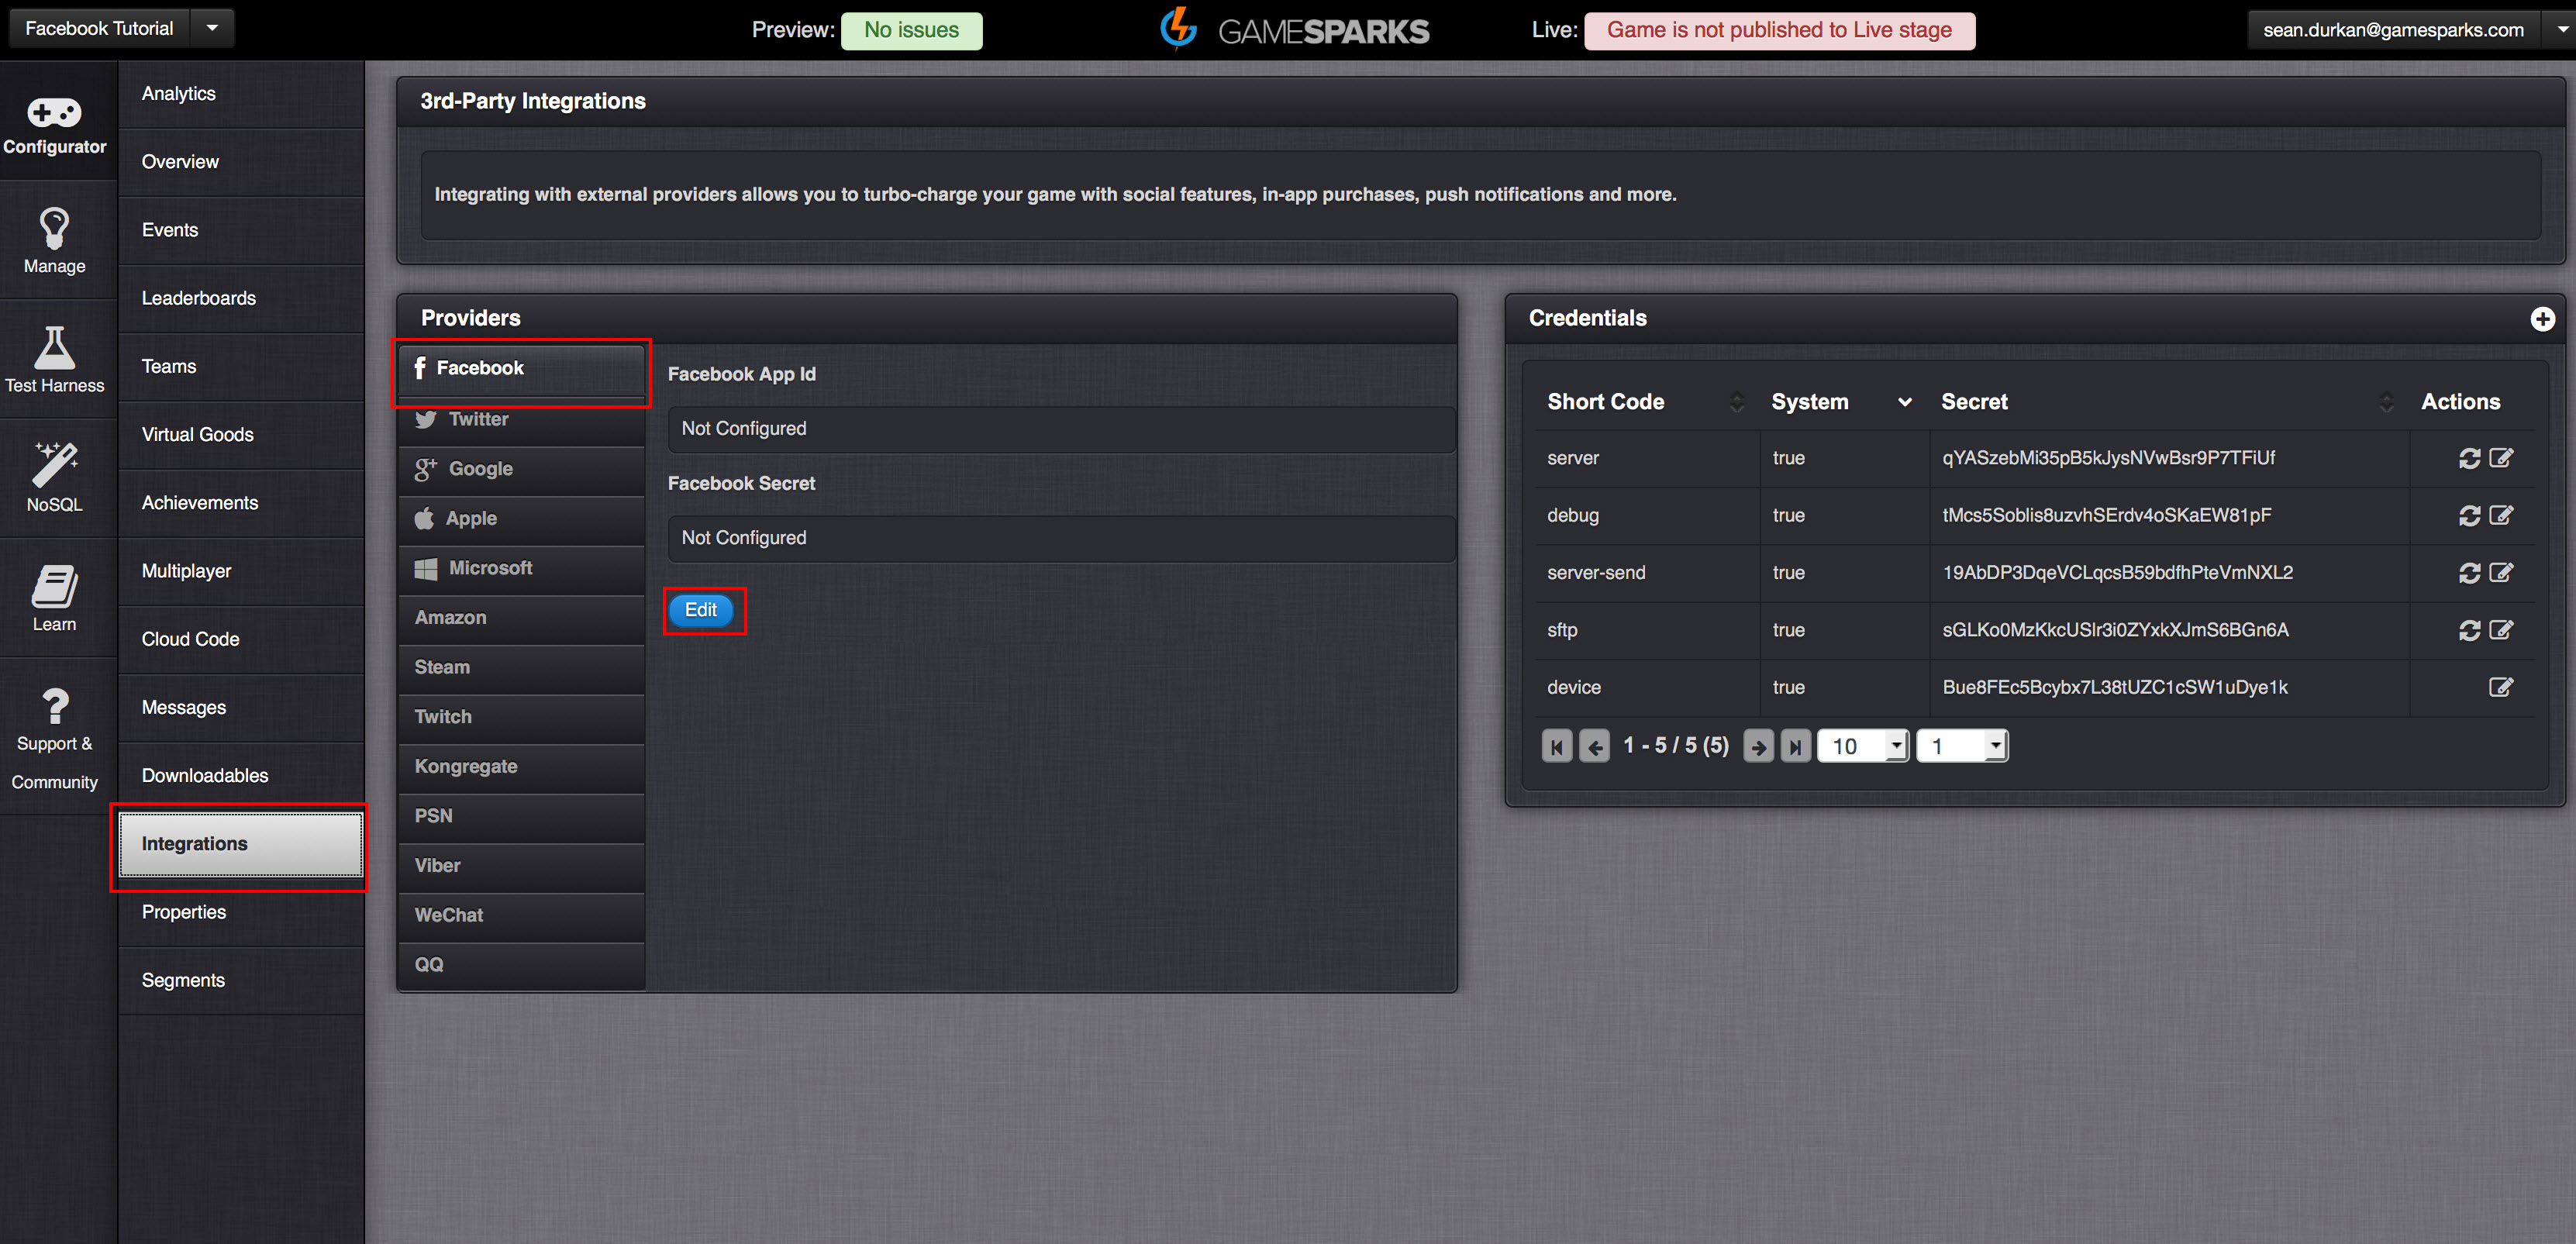 Facebook Tutorial
Preview: No issues
GAMESPARKS
Live: Game is not published to Live stage
sean.durkan@gamesparks.com
Configurator
Manage
Test Harness
NoSQL
Learn
Support &
Community
Analytics
Overview
Events
Leaderboards
Teams
Virtual Goods
Achievements
Multiplayer
Cloud Code
Messages
Downloadables
Integrations
Properties
Segments
3rd-Party Integrations
Integrating with external providers allows you to turbo-charge your game with social features, in-app purchases, push notifications and more.
Providers
Facebook
Twitter
Google
Apple
Microsoft
Amazon
Steam
Twitch
Kongregate
PSN
Viber
WeChat
QQ
Facebook App Id
Not Configured
Facebook Secret
Not Configured
Edit
Credentials
Short Code System Secret Actions
server true qYASzebMi35pB5kJysNVwBsr9P7TFiUf
debug true
server-send true 19AbDP3DqeVCLqcsB59bdfhPteVmNXL2
sftp true
device true Bue8FEc5Bcybx7L38tUZC1cSW1uDye1k
1 - 5 / 5 (5) 10 1